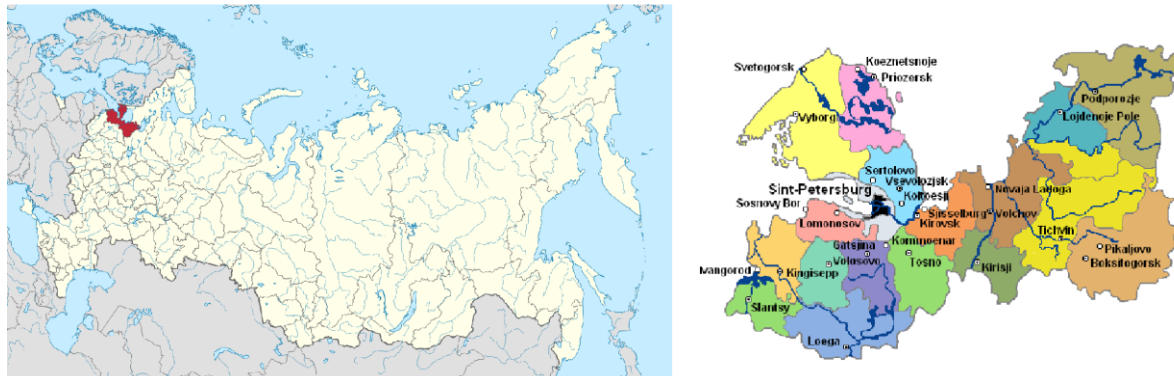 Svetogorsk
Koeznetsnoje
Priozersk
Podporozje
Lojdenoje Pole
Vyborg
Sertolovo
Vsevolozjsk
Sint-Petersburg
Koltoesji
Novaja Ladoga
Sosnovy Bor
Sjlisselburg
Volchov
Lomonosov
Kirovsk
Tichvin
Kommoenar
Gatsjina
Pikaljovo
Volosovo
Tosno
Boksitogorsk
Ivangorod
Kingisepp
Kirisji
Slantsy
Loega